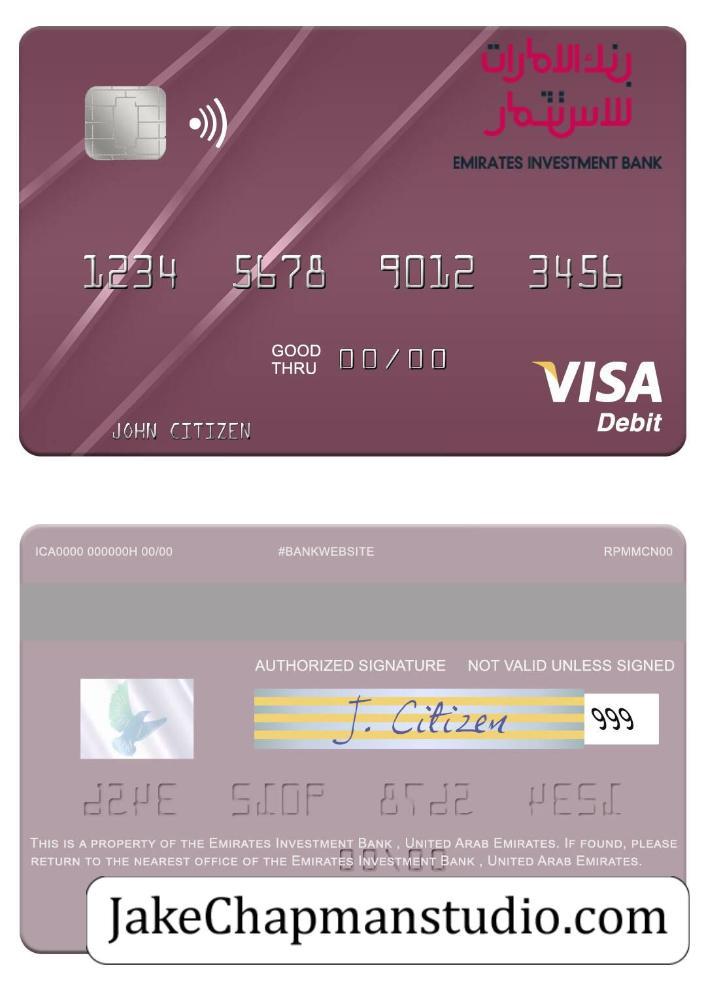 بنك الامارات
للاستثمار
EMIRATES INVESTMENT BANK
1234 5678 9012 3456
GOOD
THRU 00/00
VISA
Debit
JOHN CITIZEN
ICA0000 000000H 00/00 #BANKWEBSITE RPMMCN00
AUTHORIZED SIGNATURE NOT VALID UNLESS SIGNED
J. Citizen 999
THIS IS A PROPERTY OF THE EMIRATES INVESTMENT BANK , UNITED ARAB EMIRATES. IF FOUND, PLEASE
RETURN TO THE NEAREST OFFICE OF THE EMIRATES INVESTMENT BANK , UNITED ARAB EMIRATES.
JakeChapmanstudio.com